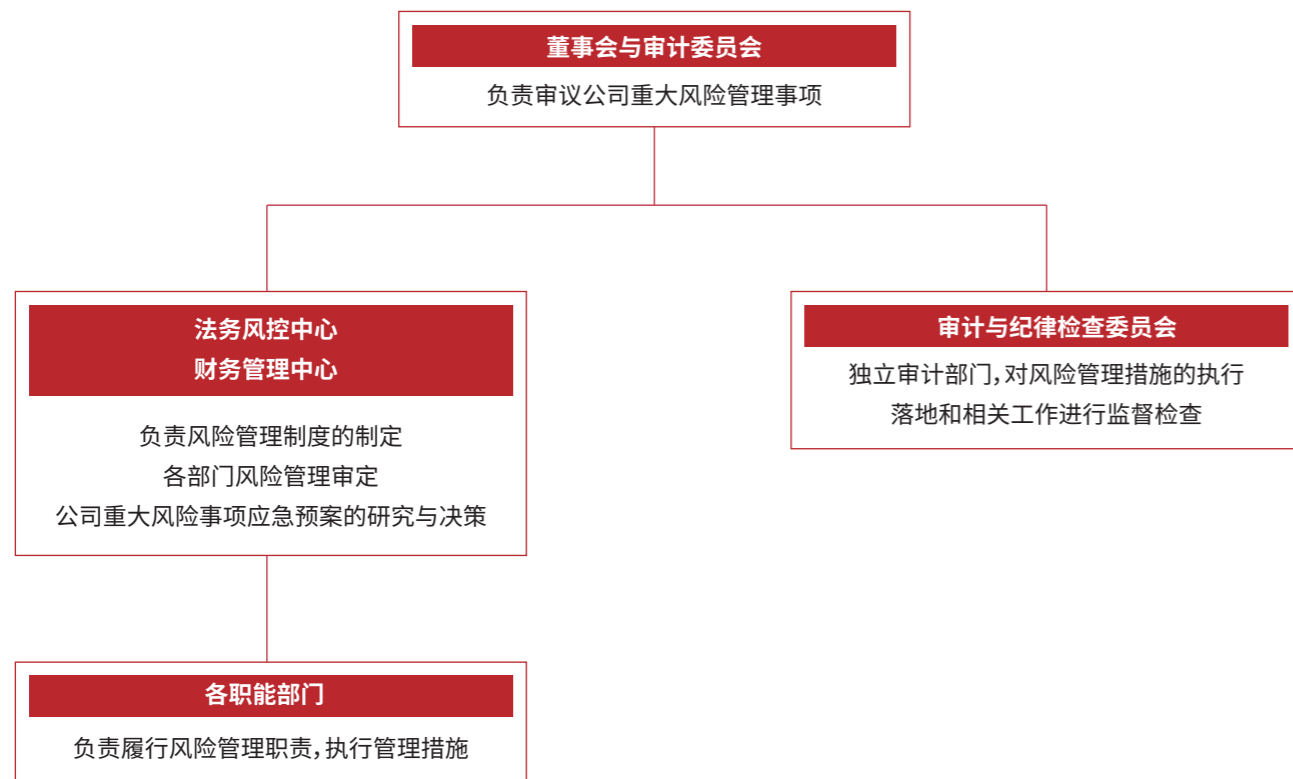 董事会与审计委员会
负责审议公司重大风险管理事项
法务风控中心
财务管理中心
负责风险管理制度的制定
各部门风险管理审定
公司重大风险事项应急预案的研究与决策
审计与纪律检查委员会
独立审计部门,对风险管理措施的执行
落地和相关工作进行监督检查
各职能部门
负责履行风险管理职责,执行管理措施